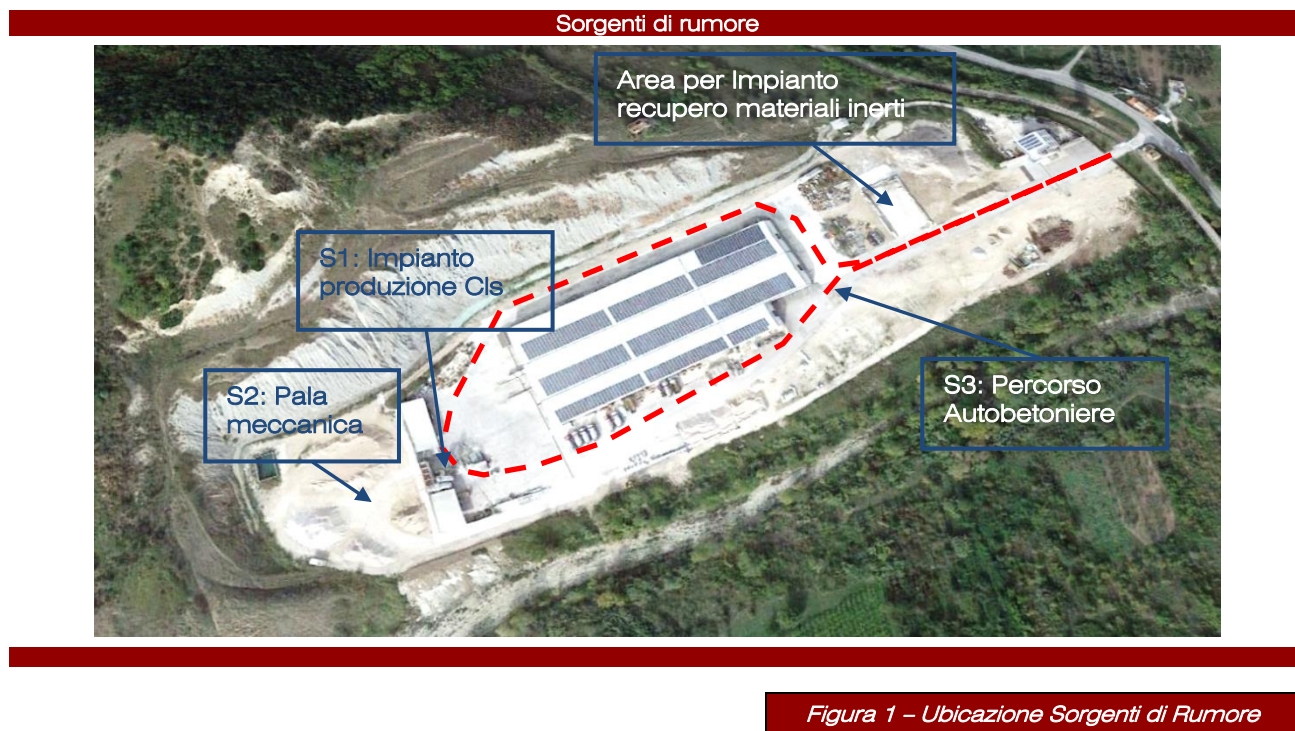 Sorgenti di rumore
Area per Impianto
recupero materiali inerti
S1: Impianto
produzione Cls
S2: Pala
meccanica
S3: Percorso
Autobetoniere
Figura 1 – Ubicazione Sorgenti di Rumore